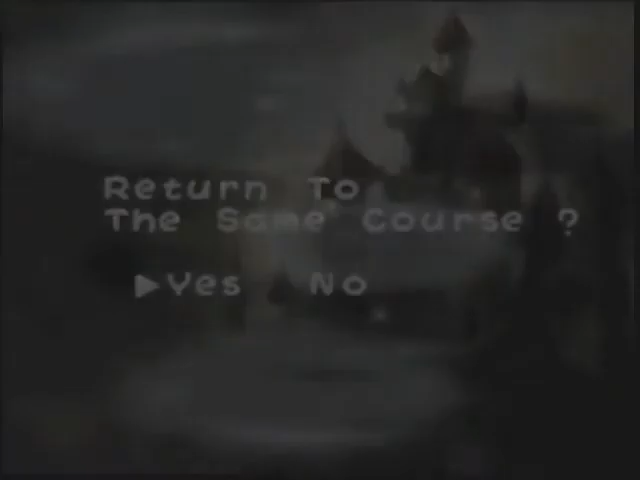 Return To
The Same Course ?
▶Yes No